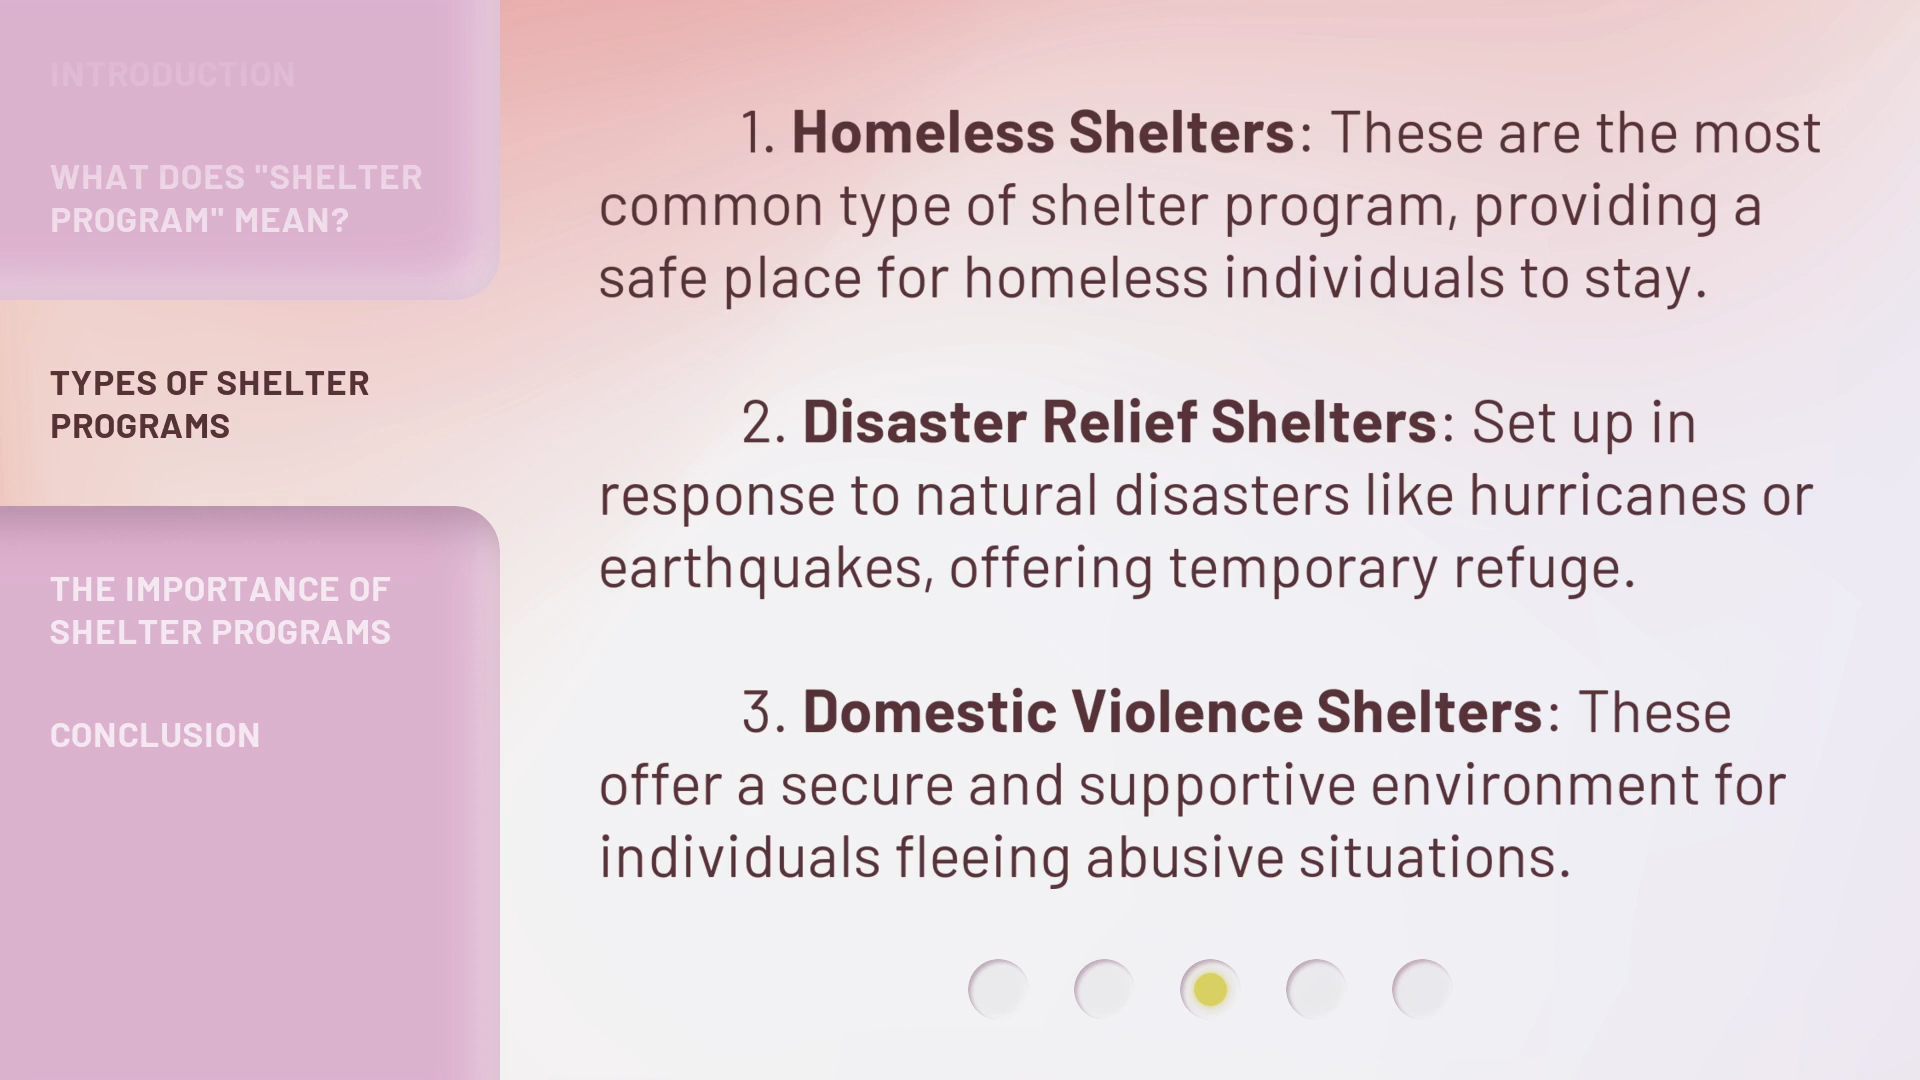 INTRODUCTION
WHAT DOES "SHELTER
PROGRAM" MEAN?
TYPES OF SHELTER
PROGRAMS
THE IMPORTANCE OF
SHELTER PROGRAMS
CONCLUSION
1. Homeless Shelters: These are the most
common type of shelter program, providing a
safe place for homeless individuals to stay.
2. Disaster Relief Shelters: Set up in
response to natural disasters like hurricanes or
earthquakes, offering temporary refuge.
3. Domestic Violence Shelters: These
offer a secure and supportive environment for
individuals fleeing abusive situations.